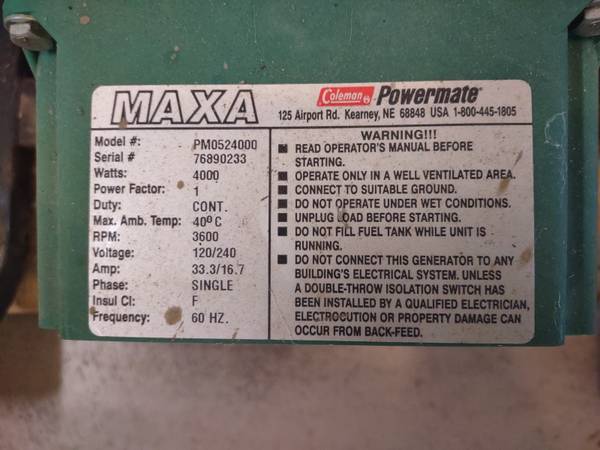 MAXA
Coleman® Powermate®
125 Airport Rd. Kearney, NE 68848 USA 1-800-445-1805
Model #: PM0524000
Serial # 76890233
Watts: 4000
Power Factor: 1
Duty: CONT.
Max. Amb. Temp: 40º C
RPM: 3600
Voltage: 120/240
Amp: 33.3/16.7
Phase: SINGLE
Insul Cl: F
Frequency: 60 HZ.
WARNING!!!
■ READ OPERATOR'S MANUAL BEFORE
STARTING.
■ OPERATE ONLY IN A WELL VENTILATED AREA.
■ CONNECT TO SUITABLE GROUND.
■ DO NOT OPERATE UNDER WET CONDITIONS.
■ UNPLUG LOAD BEFORE STARTING.
■ DO NOT FILL FUEL TANK WHILE UNIT IS
RUNNING.
■ DO NOT CONNECT THIS GENERATOR TO ANY
BUILDING'S ELECTRICAL SYSTEM. UNLESS
A DOUBLE-THROW ISOLATION SWITCH HAS
BEEN INSTALLED BY A QUALIFIED ELECTRICIAN,
ELECTROCUTION OR PROPERTY DAMAGE CAN
OCCUR FROM BACK-FEED.